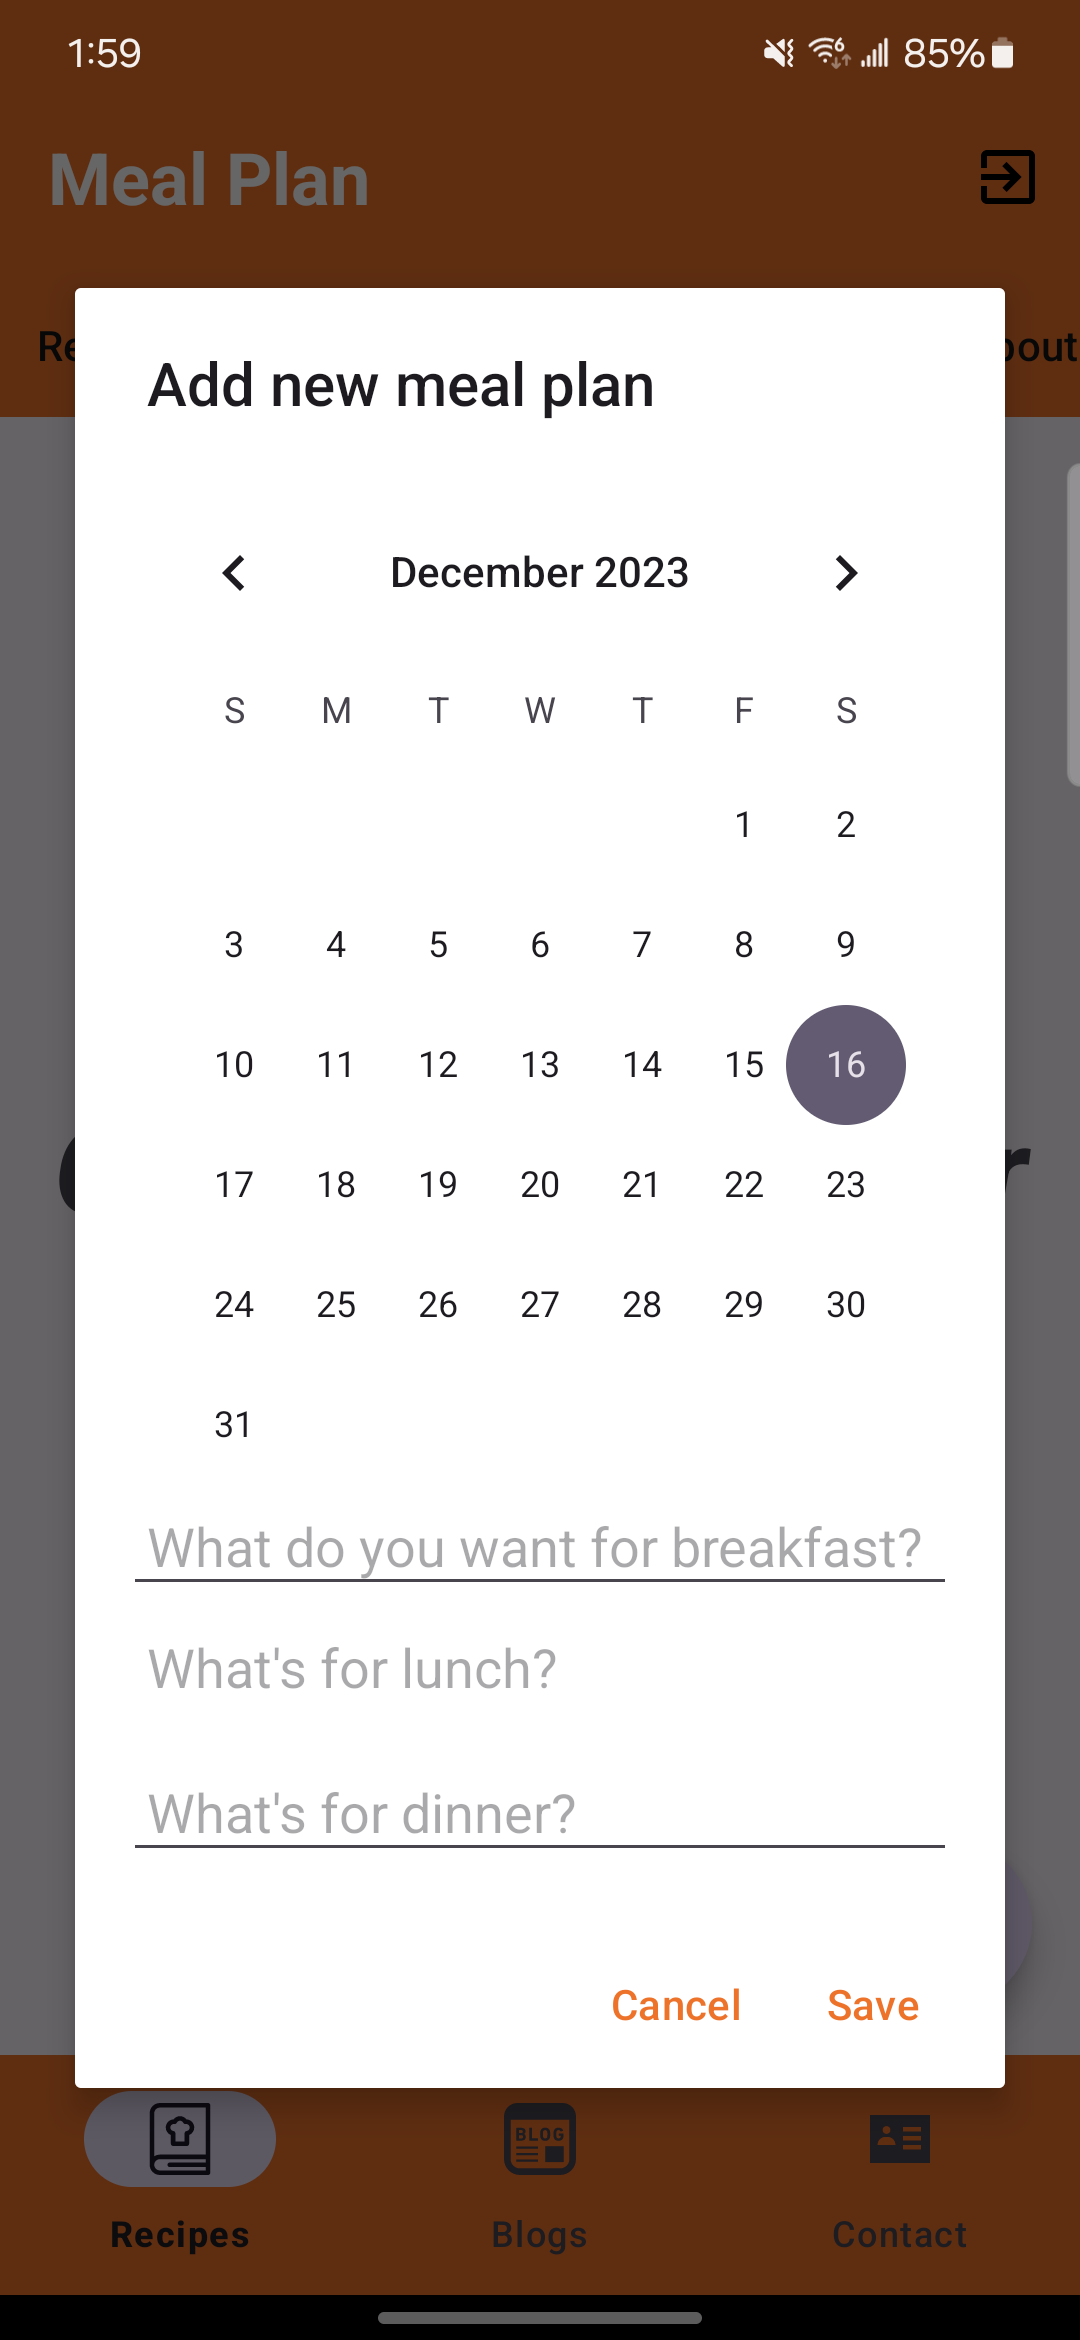 1:59
6 85%
Meal Plan
Add new meal plan
December 2023
S M T W T F S
1 2
3 4 5 6 7 8 9
10 11 12 13 14 15 16
17 18 19 20 21 22 23
24 25 26 27 28 29 30
31
What do you want for breakfast?
What's for lunch?
What's for dinner?
Cancel Save
BLOG
Recipes Blogs Contact